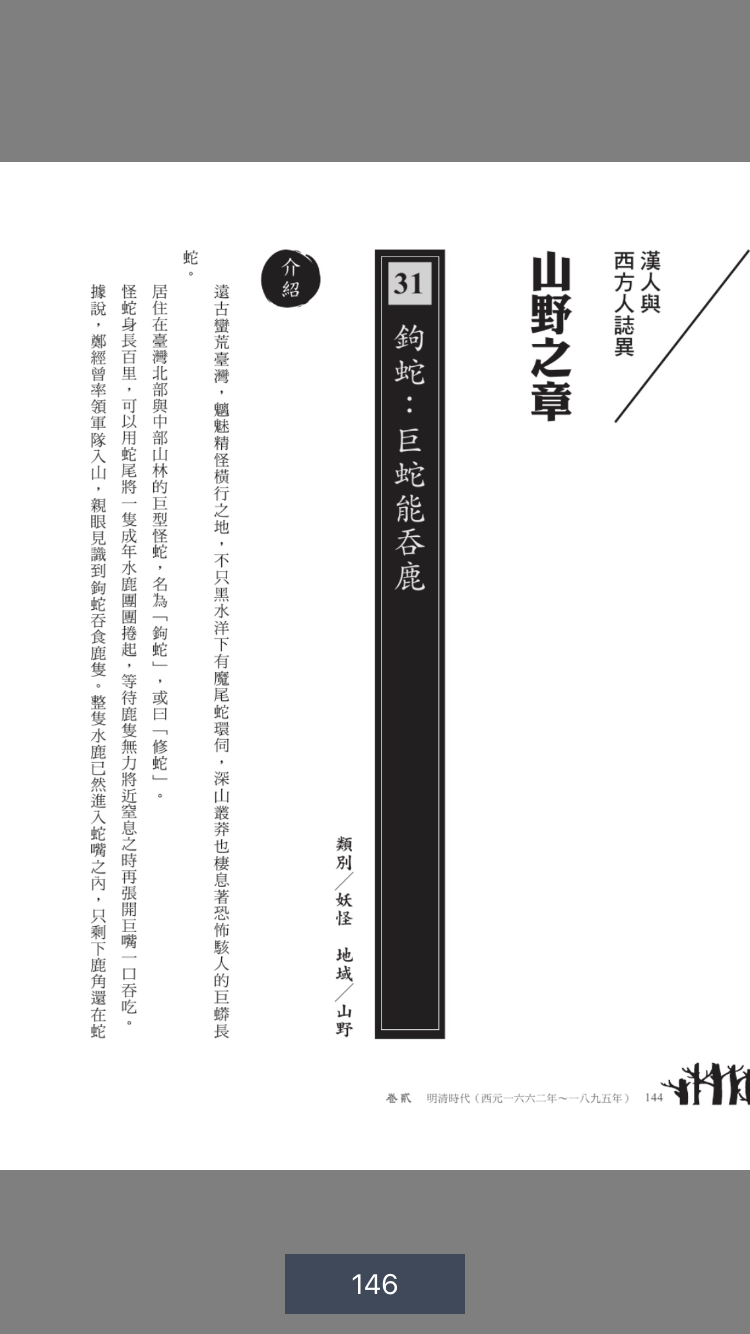 漢人與
西方人誌異
山野之章
31
鉤蛇：巨蛇能吞鹿
類別／妖怪　地域／山野
介紹
遠古蠻荒臺灣，魑魅精怪橫行之地，不只黑水洋下有魔尾蛇環伺，深山叢莽也棲息著恐怖駭人的巨蟒長
蛇。
居住在臺灣北部與中部山林的巨型怪蛇，名為「鉤蛇」，或曰「修蛇」。
怪蛇身長百里，可以用蛇尾將一隻成年水鹿團團捲起，等待鹿隻無力將近窒息之時再張開巨嘴一口吞吃。
據說，鄭經曾率領軍隊入山，親眼見識到鉤蛇吞食鹿隻。整隻水鹿已然進入蛇嘴之內，只剩下鹿角還在蛇
卷貳　明清時代（西元一六六二年～一八九五年）　144
146